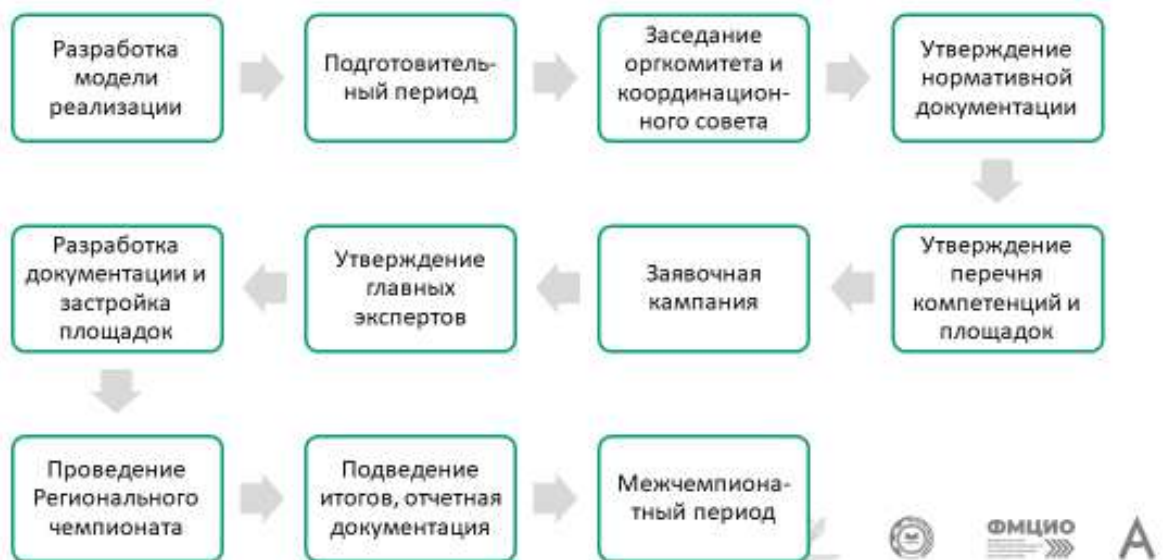 Разработка
модели
реализации
Подготовитель-
ный период
Заседание
оргкомитета и
координацион-
ного совета
Утверждение
нормативной
документации
Утверждение
перечня
компетенций и
площадок
Заявочная
кампания
Утверждение
главных
экспертов
Разработка
документации и
застройка
площадок
Проведение
Регионального
чемпионата
Подведение
итогов, отчетная
документация
Межчемпиона-
тный период
ФМЦИО